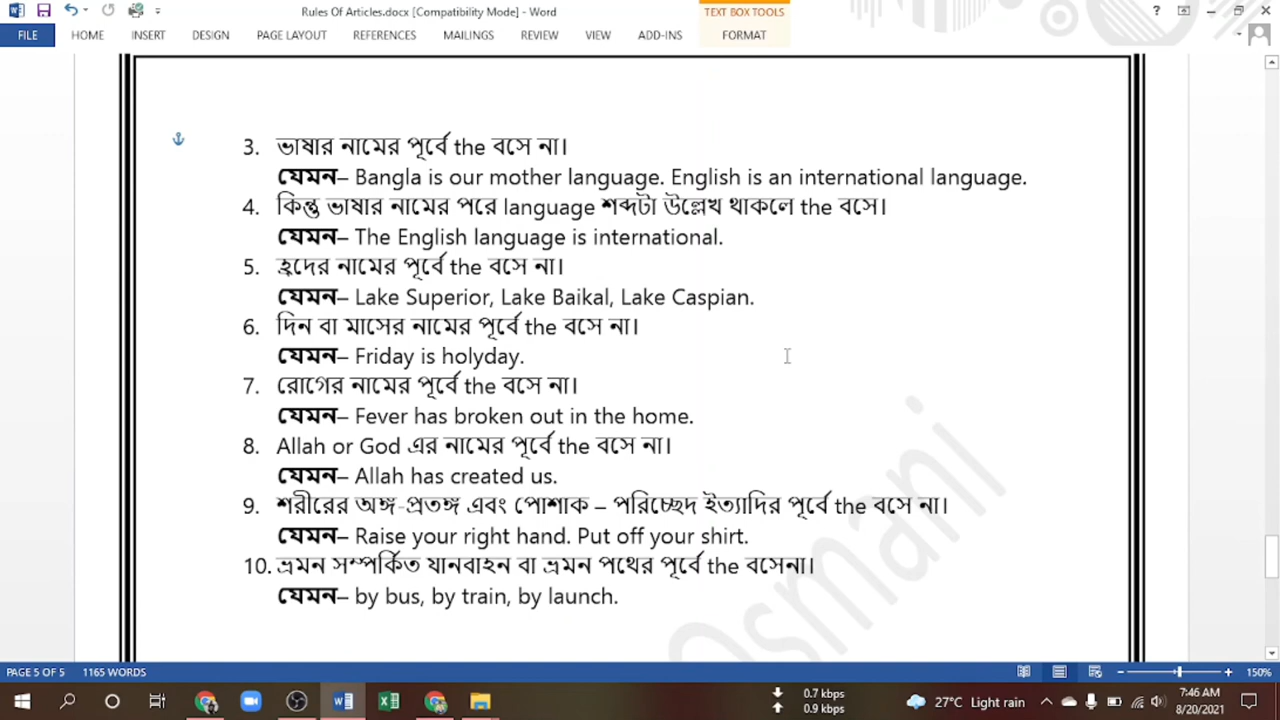 Rules Of Articles.docx [Compatibility Mode] - Word
TEXT BOX TOOLS
?
FILE HOME INSERT DESIGN PAGE LAYOUT REFERENCES MAILINGS REVIEW VIEW ADD-INS FORMAT
3. ভাষার নামের পূর্বে the বসে না।
যেমন– Bangla is our mother language. English is an international language.
4. কিন্তু ভাষার নামের পরে language শব্দটা উল্লেখ থাকলে the বসে।
যেমন– The English language is international.
5. হ্রদের নামের পূর্বে the বসে না।
যেমন– Lake Superior, Lake Baikal, Lake Caspian.
6. দিন বা মাসের নামের পূর্বে the বসে না।
যেমন– Friday is holyday.
7. রোগের নামের পূর্বে the বসে না।
যেমন– Fever has broken out in the home.
8. Allah or God এর নামের পূর্বে the বসে না।
যেমন– Allah has created us.
9. শরীরের অঙ্গ-প্রতঙ্গ এবং পোশাক – পরিচ্ছেদ ইত্যাদির পূর্বে the বসে না।
যেমন– Raise your right hand. Put off your shirt.
10. ভ্রমন সম্পর্কিত যানবাহন বা ভ্রমন পথের পূর্বে the বসেনা।
যেমন– by bus, by train, by launch.
Osmani
PAGE 5 OF 5 1165 WORDS 150%
0.7 kbps
0.9 kbps
27°C Light rain
7:46 AM
8/20/2021